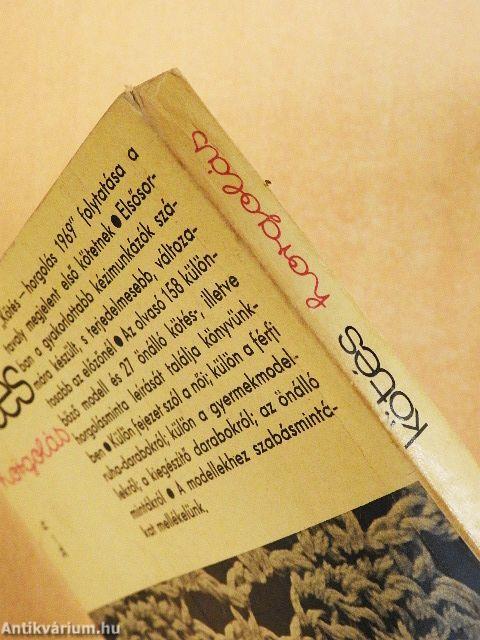 „Kötés—horgolás 1969” folytatása a
tavaly megjelent első kötetnek ● Elsősor-
ban a gyakorlottabb kézimunkázók szá-
mára készült, s terjedelmesebb, változa-
tosabb az előzőnél ● Az olvasó 158 külön-
böző modell es 27 önálló kötés-, illetve
horgolásminta leírását találja könyvünk-
ben ● Külön fejezet szól a női; külön a férfi
ruha-darabokról; külön a gyermekmodel-
lekről; a kiegészítő darabokról; az önálló
mintákról ● A modellekhez szabásmintá-
kat mellékelünk,
horgolás
kötés
horgolás
Antikvárium.hu